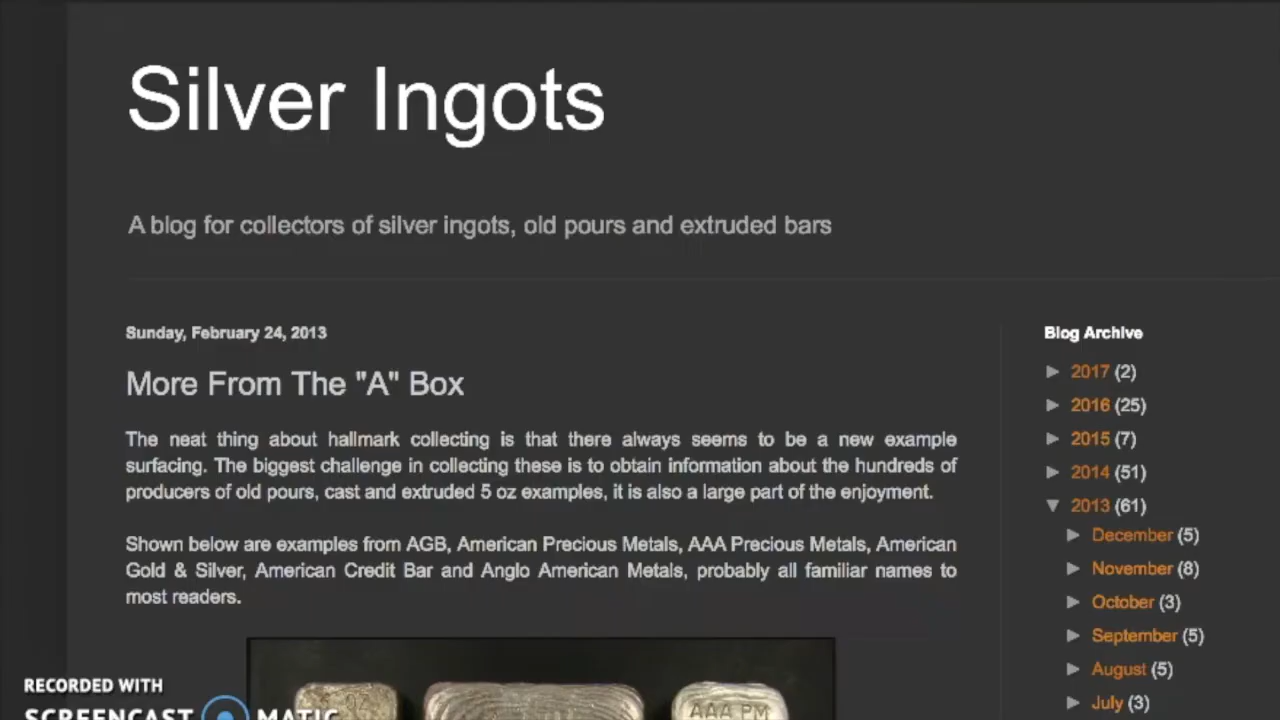 Silver Ingots
A blog for collectors of silver ingots, old pours and extruded bars
Sunday, February 24, 2013
More From The "A" Box
The neat thing about hallmark collecting is that there always seems to be a new example
surfacing. The biggest challenge in collecting these is to obtain information about the hundreds of
producers of old pours, cast and extruded 5 oz examples, it is also a large part of the enjoyment.
Shown below are examples from AGB, American Precious Metals, AAA Precious Metals, American
Gold & Silver, American Credit Bar and Anglo American Metals, probably all familiar names to
most readers.
OZ
AAA PM
Blog Archive
► 2017 (2)
► 2016 (25)
► 2015 (7)
► 2014 (51)
▼ 2013 (61)
► December (5)
► November (8)
► October (3)
► September (5)
► August (5)
► July (3)
RECORDED WITH
SCREENCAST MATIC